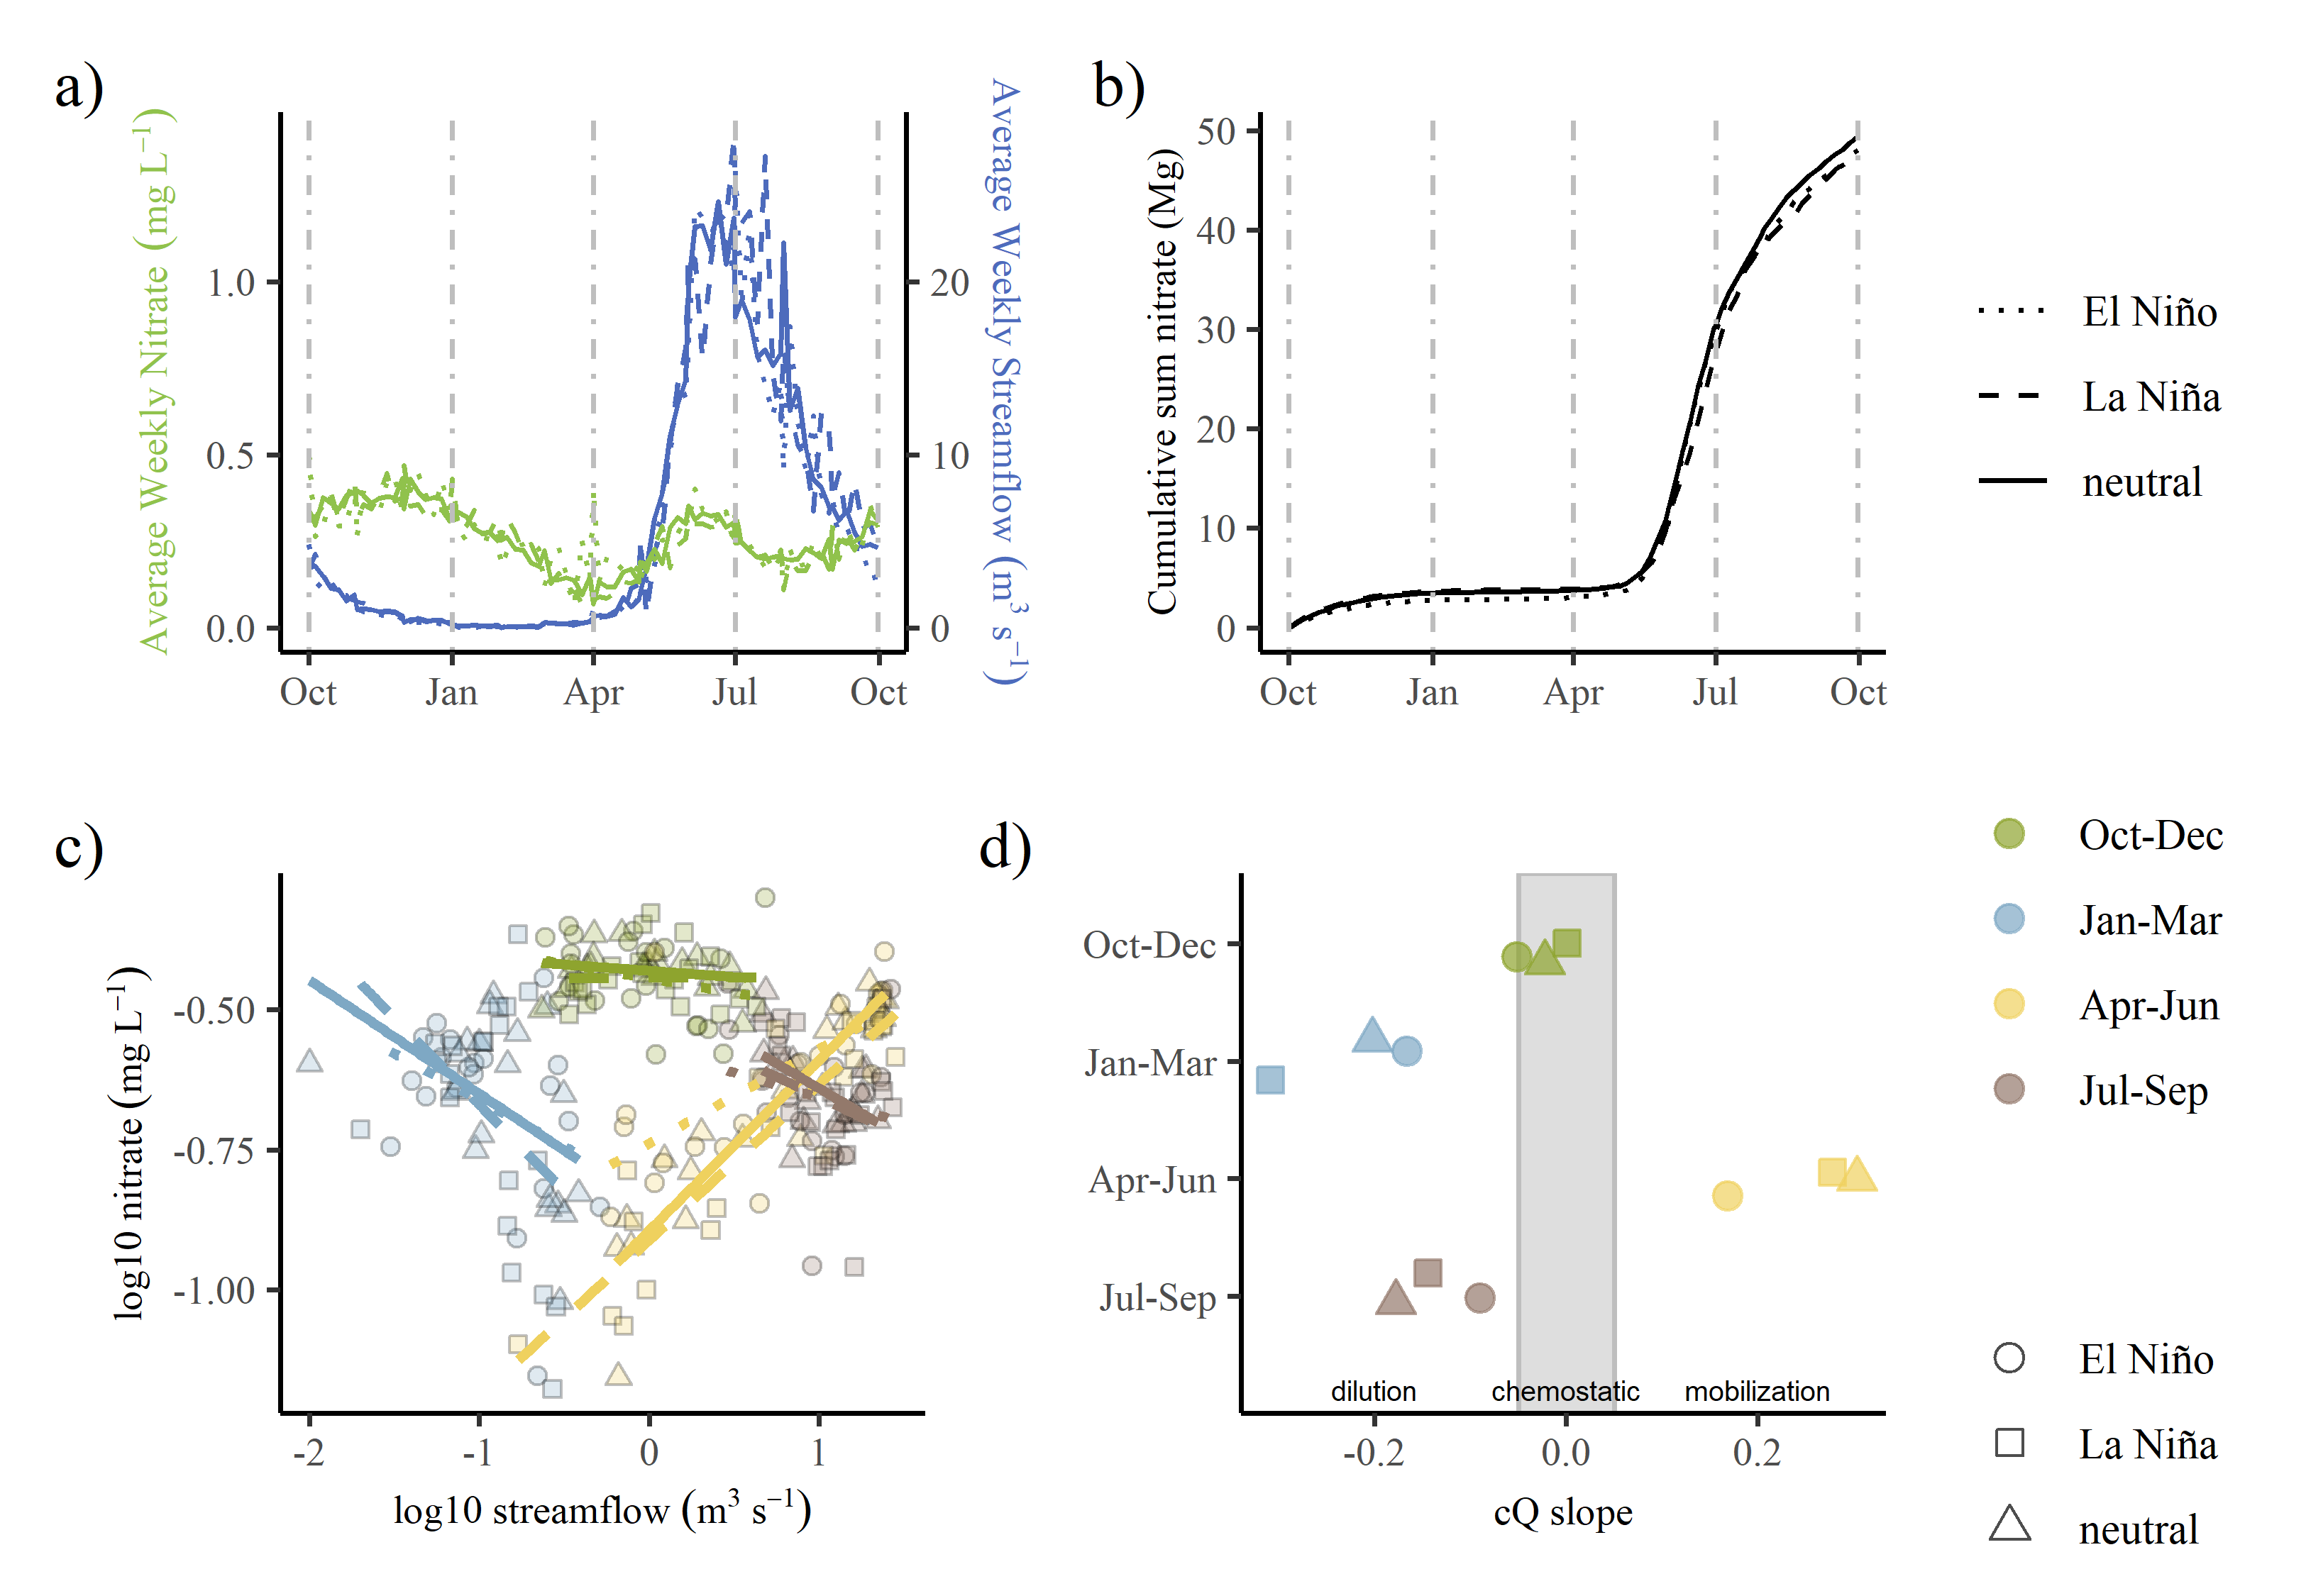 a)
Average Weekly Nitrate (mg L⁻¹)
1.0
0.5
0.0
Oct
Jan
Apr
Jul
Oct
20
10
0
Average Weekly Streamflow (m³ s⁻¹)
b)
Cumulative sum nitrate (Mg)
50
40
30
20
10
0
Oct
Jan
Apr
Jul
Oct
El Niño
La Niña
neutral
c)
log10 nitrate (mg L⁻¹)
-0.50
-0.75
-1.00
-2
-1
0
1
log10 streamflow (m³ s⁻¹)
d)
Oct-Dec
Jan-Mar
Apr-Jun
Jul-Sep
dilution
chemostatic
mobilization
-0.2
0.0
0.2
cQ slope
Oct-Dec
Jan-Mar
Apr-Jun
Jul-Sep
El Niño
La Niña
neutral